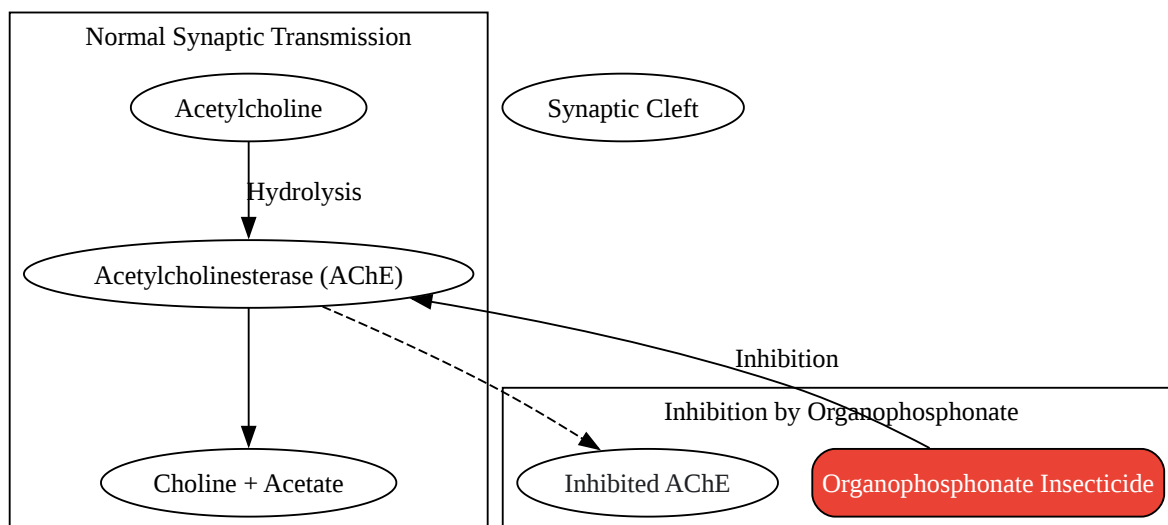 Normal Synaptic Transmission
Acetylcholine
Synaptic Cleft
Hydrolysis
Acetylcholinesterase (AChE)
Inhibition
Inhibition by Organophosphonate
Choline + Acetate
Inhibited AChE
Organophosphonate Insecticide